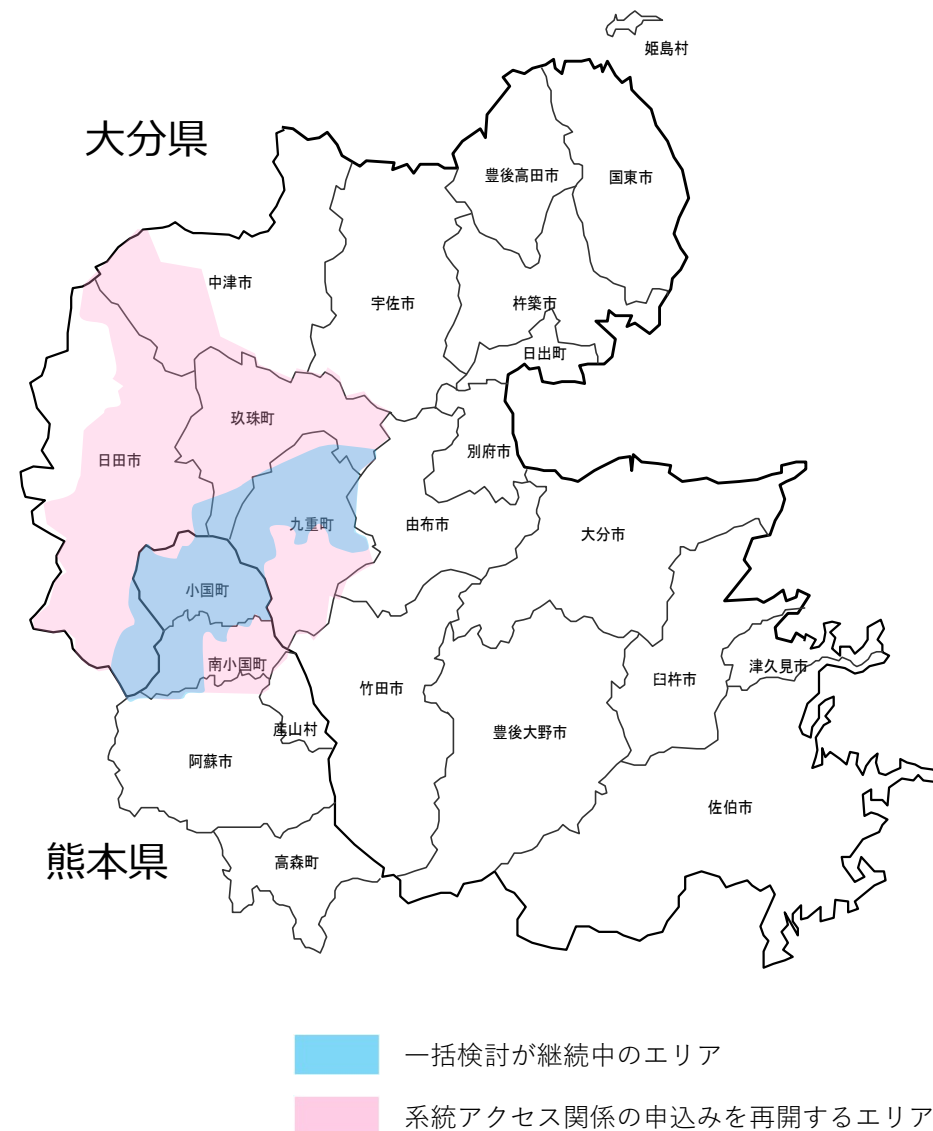 姫島村
大分県
豊後高田市
国東市
中津市
宇佐市
杵築市
日出町
玖珠町
日田市
別府市
九重町
由布市
大分市
小国町
南小国町
竹田市
臼杵市
津久見市
産山村
豊後大野市
阿蘇市
佐伯市
熊本県
高森町
一括検討が継続中のエリア
系統アクセス関係の申込みを再開するエリア